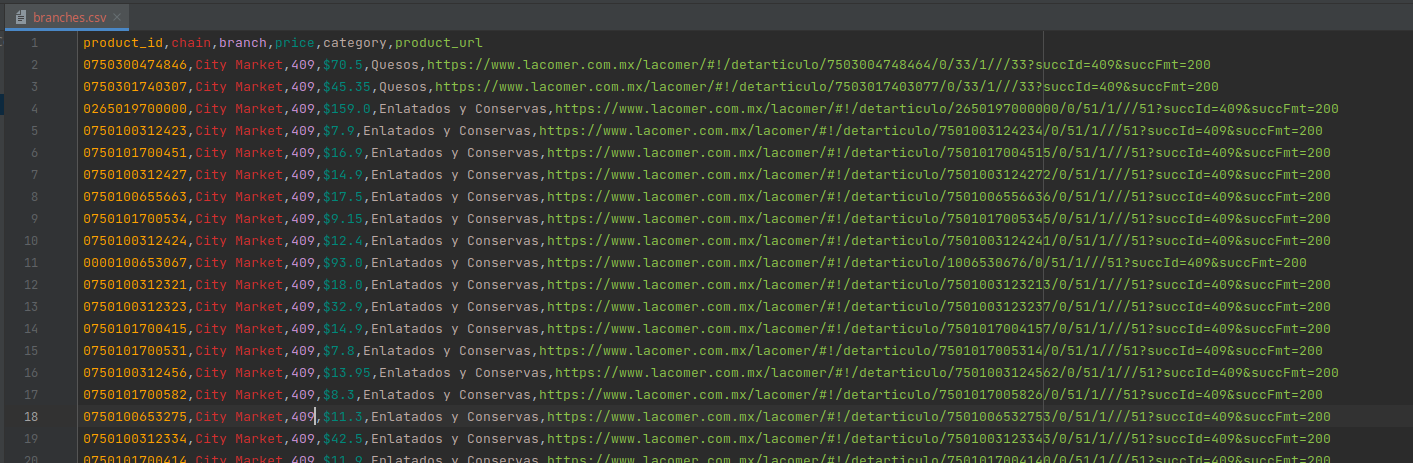 branches.csv
1 product_id,chain,branch,price,category,product_url
2 0750300474846,City Market,409,$70.5,Quesos,https://www.lacomer.com.mx/lacomer/#!/detarticulo/7503004748464/0/33/1///33?succId=409&succFmt=200
3 0750301740307,City Market,409,$45.35,Quesos,https://www.lacomer.com.mx/lacomer/#!/detarticulo/7503017403077/0/33/1///33?succId=409&succFmt=200
4 0265019700000,City Market,409,$159.0,Enlatados y Conservas,https://www.lacomer.com.mx/lacomer/#!/detarticulo/2650197000000/0/51/1///51?succId=409&succFmt=200
5 0750100312423,City Market,409,$7.9,Enlatados y Conservas,https://www.lacomer.com.mx/lacomer/#!/detarticulo/7501003124234/0/51/1///51?succId=409&succFmt=200
6 0750101700451,City Market,409,$16.9,Enlatados y Conservas,https://www.lacomer.com.mx/lacomer/#!/detarticulo/7501017004515/0/51/1///51?succId=409&succFmt=200
7 0750100312427,City Market,409,$14.9,Enlatados y Conservas,https://www.lacomer.com.mx/lacomer/#!/detarticulo/7501003124272/0/51/1///51?succId=409&succFmt=200
8 0750100655663,City Market,409,$17.5,Enlatados y Conservas,https://www.lacomer.com.mx/lacomer/#!/detarticulo/7501006556636/0/51/1///51?succId=409&succFmt=200
9 0750101700534,City Market,409,$9.15,Enlatados y Conservas,https://www.lacomer.com.mx/lacomer/#!/detarticulo/7501017005345/0/51/1///51?succId=409&succFmt=200
10 0750100312424,City Market,409,$12.4,Enlatados y Conservas,https://www.lacomer.com.mx/lacomer/#!/detarticulo/7501003124241/0/51/1///51?succId=409&succFmt=200
11 0000100653067,City Market,409,$93.0,Enlatados y Conservas,https://www.lacomer.com.mx/lacomer/#!/detarticulo/1006530676/0/51/1///51?succId=409&succFmt=200
12 0750100312321,City Market,409,$18.0,Enlatados y Conservas,https://www.lacomer.com.mx/lacomer/#!/detarticulo/7501003123213/0/51/1///51?succId=409&succFmt=200
13 0750100312323,City Market,409,$32.9,Enlatados y Conservas,https://www.lacomer.com.mx/lacomer/#!/detarticulo/7501003123237/0/51/1///51?succId=409&succFmt=200
14 0750101700415,City Market,409,$14.9,Enlatados y Conservas,https://www.lacomer.com.mx/lacomer/#!/detarticulo/7501017004157/0/51/1///51?succId=409&succFmt=200
15 0750101700531,City Market,409,$7.8,Enlatados y Conservas,https://www.lacomer.com.mx/lacomer/#!/detarticulo/7501017005314/0/51/1///51?succId=409&succFmt=200
16 0750100312456,City Market,409,$13.95,Enlatados y Conservas,https://www.lacomer.com.mx/lacomer/#!/detarticulo/7501003124562/0/51/1///51?succId=409&succFmt=200
17 0750101700582,City Market,409,$8.3,Enlatados y Conservas,https://www.lacomer.com.mx/lacomer/#!/detarticulo/7501017005826/0/51/1///51?succId=409&succFmt=200
18 0750100653275,City Market,409,$11.3,Enlatados y Conservas,https://www.lacomer.com.mx/lacomer/#!/detarticulo/7501006532753/0/51/1///51?succId=409&succFmt=200
19 0750100312334,City Market,409,$42.5,Enlatados y Conservas,https://www.lacomer.com.mx/lacomer/#!/detarticulo/7501003123343/0/51/1///51?succId=409&succFmt=200
20 0750101700414,City Market,409,$11.9,Enlatados y Conservas,https://www.lacomer.com.mx/lacomer/#!/detarticulo/7501017004140/0/51/1///51?succId=409&succFmt=200